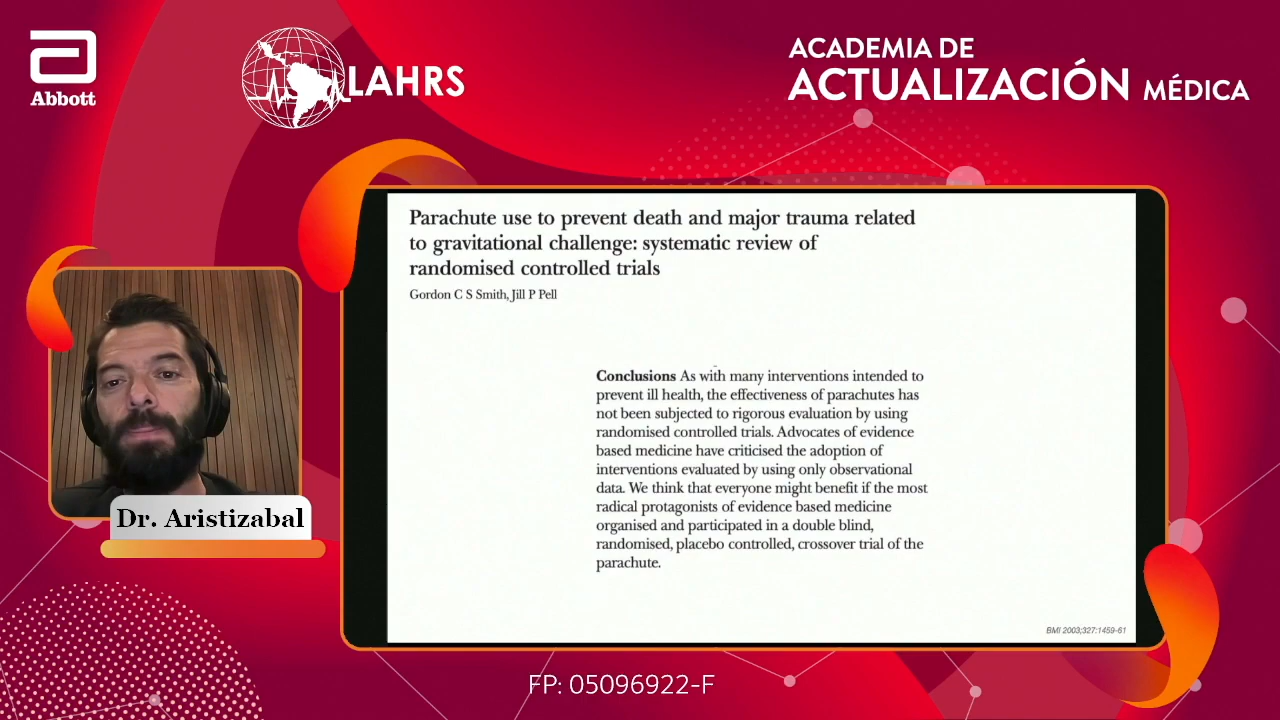 Abbott
LAHRS
ACADEMIA DE
ACTUALIZACIÓN MÉDICA
Parachute use to prevent death and major trauma related
to gravitational challenge: systematic review of
randomised controlled trials
Gordon C S Smith, Jill P Pell
Conclusions As with many interventions intended to
prevent ill health, the effectiveness of parachutes has
not been subjected to rigorous evaluation by using
randomised controlled trials. Advocates of evidence
based medicine have criticised the adoption of
interventions evaluated by using only observational
data. We think that everyone might benefit if the most
radical protagonists of evidence based medicine
organised and participated in a double blind,
randomised, placebo controlled, crossover trial of the
parachute.
BMJ 2003;327:1459-61
Dr. Aristizabal
FP: 05096922-F